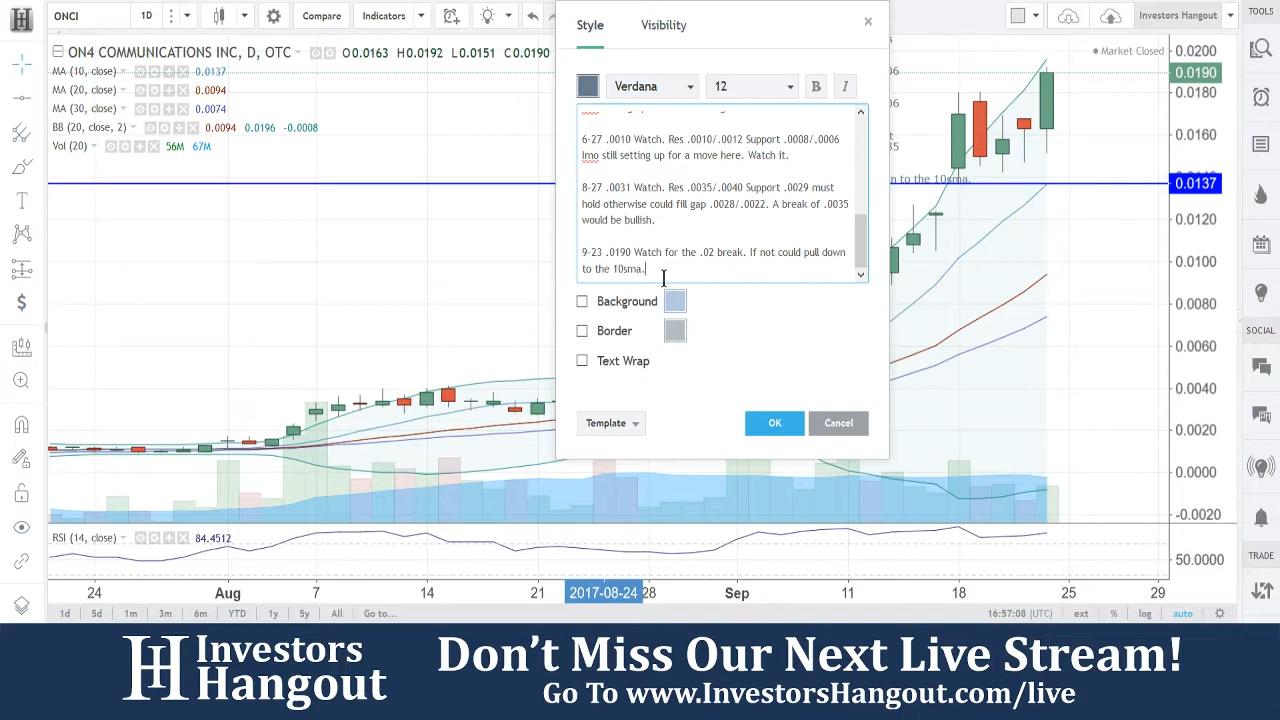 ONCI
1D
Compare
Indicators
Investors Hangout
TOOLS
ON4 COMMUNICATIONS INC, D, OTC
O0.0163 H0.0192 L0.0151 C0.0190
Market Closed
MA (10, close) 0.0137
MA (20, close) 0.0094
MA (30, close) 0.0074
BB (20, close, 2) 0.0094 0.0196 -0.0008
Vol (20) 56M 67M
Style
Visibility
×
Verdana
12
B
I
6-27 .0010 Watch. Res .0010/.0012 Support .0008/.0006
Imo still setting up for a move here. Watch it.
8-27 .0031 Watch. Res .0035/.0040 Support .0029 must
hold otherwise could fill gap .0028/.0022. A break of .0035
would be bullish.
9-23 .0190 Watch for the .02 break. If not could pull down
to the 10sma.
Background
Border
Text Wrap
Template
OK
Cancel
to the 10sma.
0.0200
0.0190
0.0180
0.0160
0.0137
0.0120
0.0100
0.0080
0.0060
0.0040
0.0020
0.0000
-0.0020
SOCIAL
TRADE
RSI (14, close) 84.4512
50.0000
24
Aug
7
14
21
2017-08-24
28
Sep
11
18
25
29
1d
5d
1m
3m
6m
YTD
1y
5y
All
Go to...
16:57:08 (UTC)
ext
%
log
auto
Investors
Hangout
Don't Miss Our Next Live Stream!
Go To www.InvestorsHangout.com/live